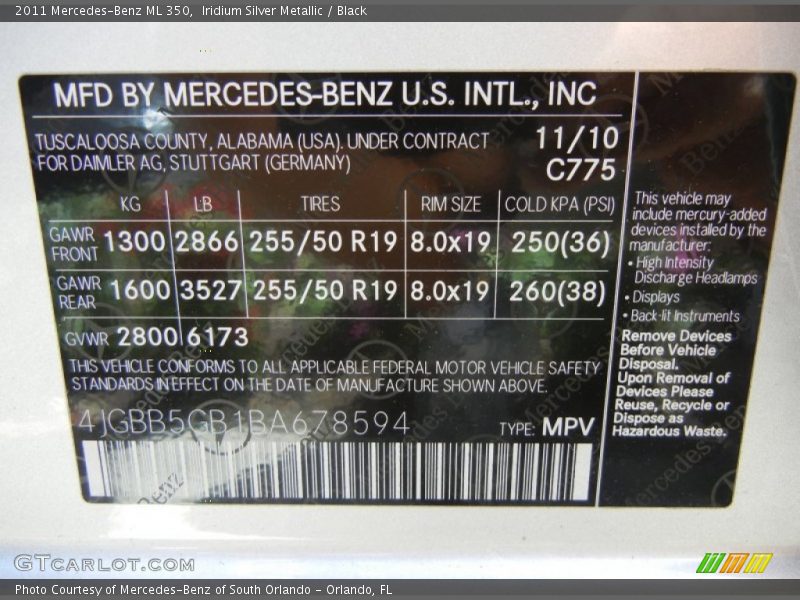 2011 Mercedes-Benz ML 350,  Iridium Silver Metallic / Black
MFD BY MERCEDES-BENZ U.S. INTL., INC
TUSCALOOSA COUNTY, ALABAMA (USA). UNDER CONTRACT
FOR DAIMLER AG, STUTTGART (GERMANY)
11/10
C775
KG LB TIRES RIM SIZE COLD KPA (PSI)
GAWR FRONT 1300 2866 255/50 R19 8.0x19 250(36)
GAWR REAR 1600 3527 255/50 R19 8.0x19 260(38)
GVWR 2800 6173
THIS VEHICLE CONFORMS TO ALL APPLICABLE FEDERAL MOTOR VEHICLE SAFETY
STANDARDS IN EFFECT ON THE DATE OF MANUFACTURE SHOWN ABOVE.
4JGBB5GB1BA678594
TYPE: MPV
This vehicle may
include mercury-added
devices installed by the
manufacturer:
• High Intensity
Discharge Headlamps
• Displays
• Back-lit Instruments
Remove Devices
Before Vehicle
Disposal.
Upon Removal of
Devices Please
Reuse, Recycle or
Dispose as
Hazardous Waste.
GTCARLOT.COM
Photo Courtesy of Mercedes-Benz of South Orlando - Orlando, FL